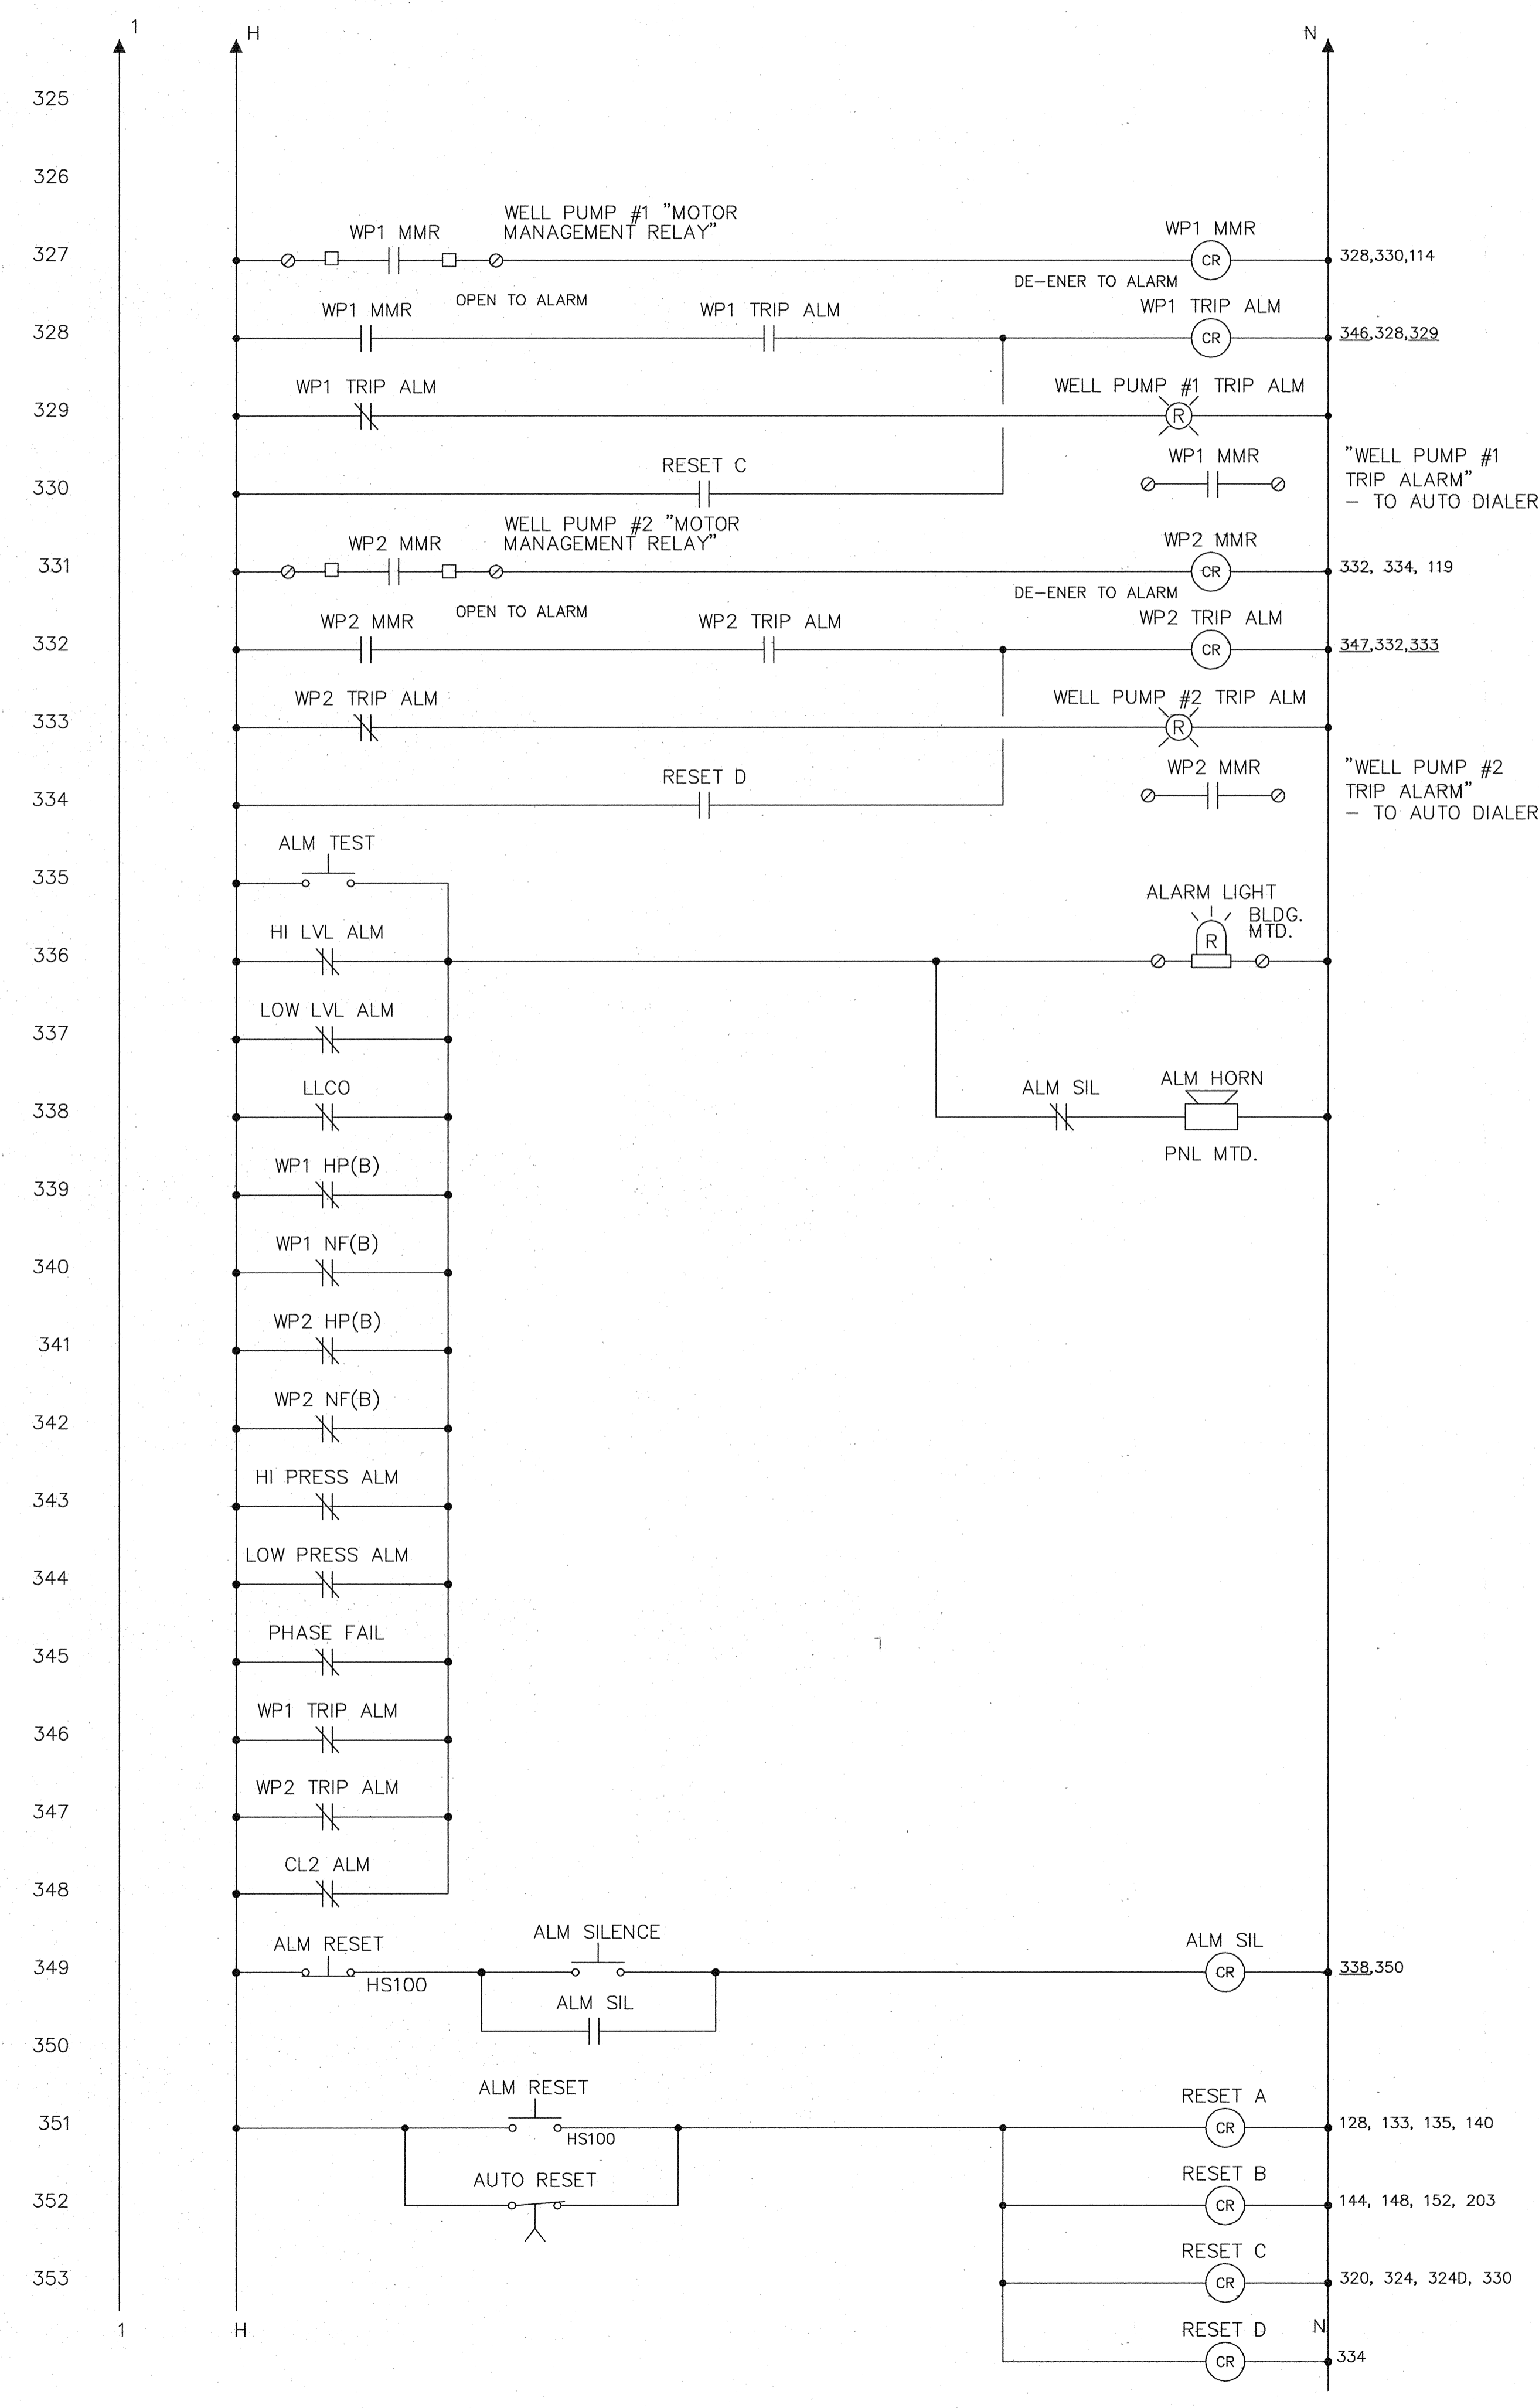 1 H N
325
326
WELL PUMP #1 "MOTOR
MANAGEMENT RELAY"
WP1 MMR WP1 MMR
327 CR 328,330,114
OPEN TO ALARM DE-ENER TO ALARM
WP1 MMR WP1 TRIP ALM WP1 TRIP ALM
328 CR 346,328,329
WP1 TRIP ALM WELL PUMP #1 TRIP ALM
329 R
RESET C WP1 MMR "WELL PUMP #1
330 TRIP ALARM"
- TO AUTO DIALER
WELL PUMP #2 "MOTOR
MANAGEMENT RELAY"
WP2 MMR WP2 MMR
331 CR 332, 334, 119
OPEN TO ALARM DE-ENER TO ALARM
WP2 MMR WP2 TRIP ALM WP2 TRIP ALM
332 CR 347,332,333
WP2 TRIP ALM WELL PUMP #2 TRIP ALM
333 R
RESET D WP2 MMR "WELL PUMP #2
334 TRIP ALARM"
- TO AUTO DIALER
ALM TEST
335
ALARM LIGHT
BLDG.
MTD.
HI LVL ALM
336 R
LOW LVL ALM
337
LLCO ALM SIL ALM HORN
338
PNL MTD.
WP1 HP(B)
339
WP1 NF(B)
340
WP2 HP(B)
341
WP2 NF(B)
342
HI PRESS ALM
343
LOW PRESS ALM
344
PHASE FAIL
345
WP1 TRIP ALM
346
WP2 TRIP ALM
347
CL2 ALM
348
ALM RESET ALM SILENCE ALM SIL
349 HS100 CR 338,350
ALM SIL
350
ALM RESET RESET A
351 HS100 CR 128, 133, 135, 140
AUTO RESET RESET B
352 CR 144, 148, 152, 203
RESET C
353 CR 320, 324, 324D, 330
1 H RESET D N
CR 334